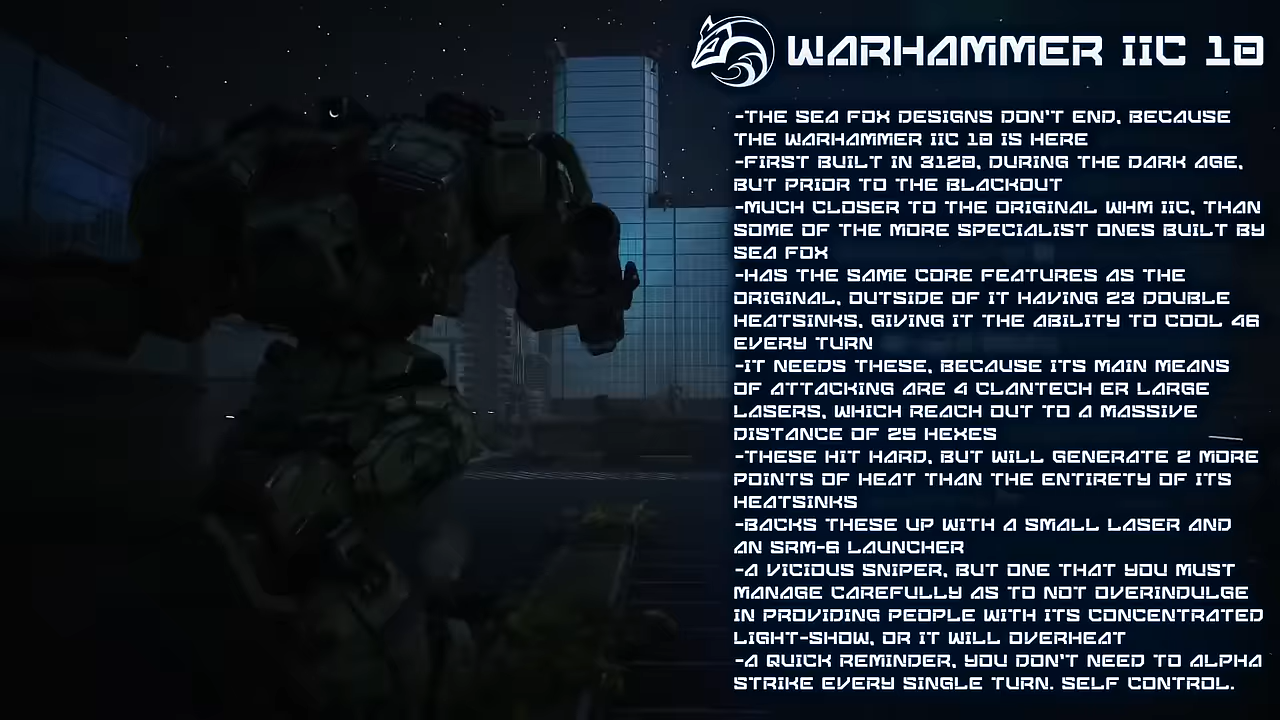 WARHAMMER IIC 10
-THE SEA FOX DESIGNS DON'T END, BECAUSE
THE WARHAMMER IIC 10 IS HERE
-FIRST BUILT IN 3120, DURING THE DARK AGE,
BUT PRIOR TO THE BLACKOUT
-MUCH CLOSER TO THE ORIGINAL WHM IIC, THAN
SOME OF THE MORE SPECIALIST ONES BUILT BY
SEA FOX
-HAS THE SAME CORE FEATURES AS THE
ORIGINAL, OUTSIDE OF IT HAVING 23 DOUBLE
HEATSINKS, GIVING IT THE ABILITY TO COOL 46
EVERY TURN
-IT NEEDS THESE, BECAUSE ITS MAIN MEANS
OF ATTACKING ARE 4 CLANTECH ER LARGE
LASERS, WHICH REACH OUT TO A MASSIVE
DISTANCE OF 25 HEXES
-THESE HIT HARD, BUT WILL GENERATE 2 MORE
POINTS OF HEAT THAN THE ENTIRETY OF ITS
HEATSINKS
-BACKS THESE UP WITH A SMALL LASER AND
AN SRM-6 LAUNCHER
-A VICIOUS SNIPER, BUT ONE THAT YOU MUST
MANAGE CAREFULLY AS TO NOT OVERINDULGE
IN PROVIDING PEOPLE WITH ITS CONCENTRATED
LIGHT-SHOW, OR IT WILL OVERHEAT
-A QUICK REMINDER, YOU DON'T NEED TO ALPHA
STRIKE EVERY SINGLE TURN. SELF CONTROL.